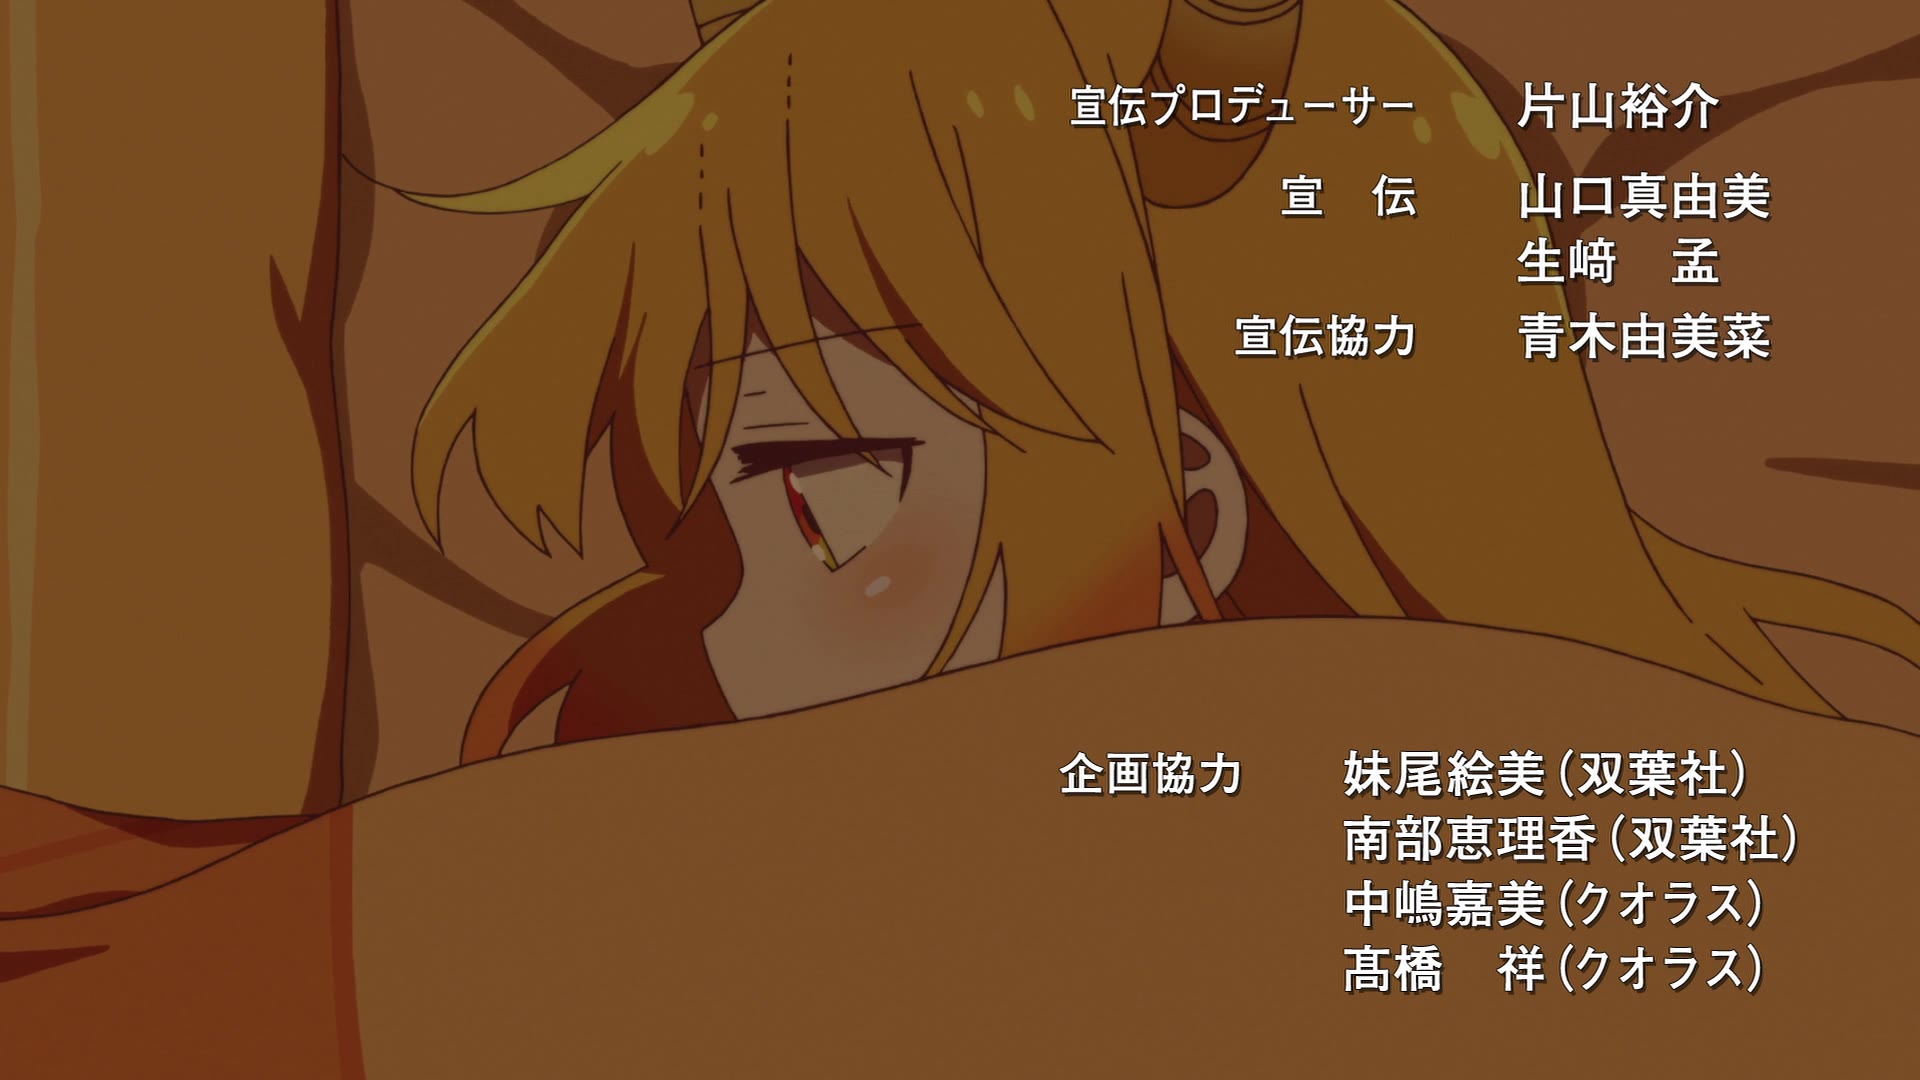 宣伝プロデューサー　片山裕介
宣　伝　山口真由美
生﨑　孟
宣伝協力　青木由美菜
企画協力　妹尾絵美(双葉社)
南部恵理香(双葉社)
中嶋嘉美(クオラス)
髙橋　祥(クオラス)